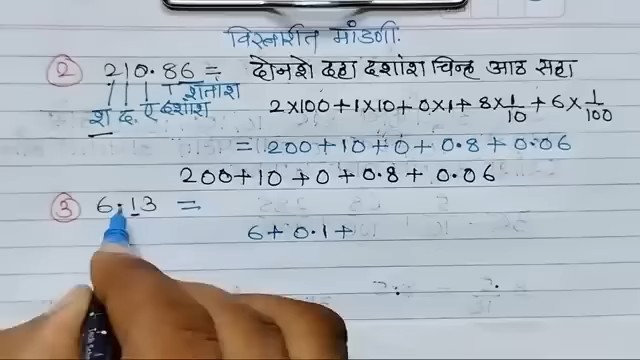 विस्तारीत मांडणी.
② 210.86 = दोनशे दहा दशांश चिन्ह आठ सहा
श द. ए दशांश शतांश
2×100+1×10+0×1+8×1/10+6×1/100
= 200+10+0+0.8+0.06
200+10+0+0.8+0.06
③ 6.13 =
6+0.1+